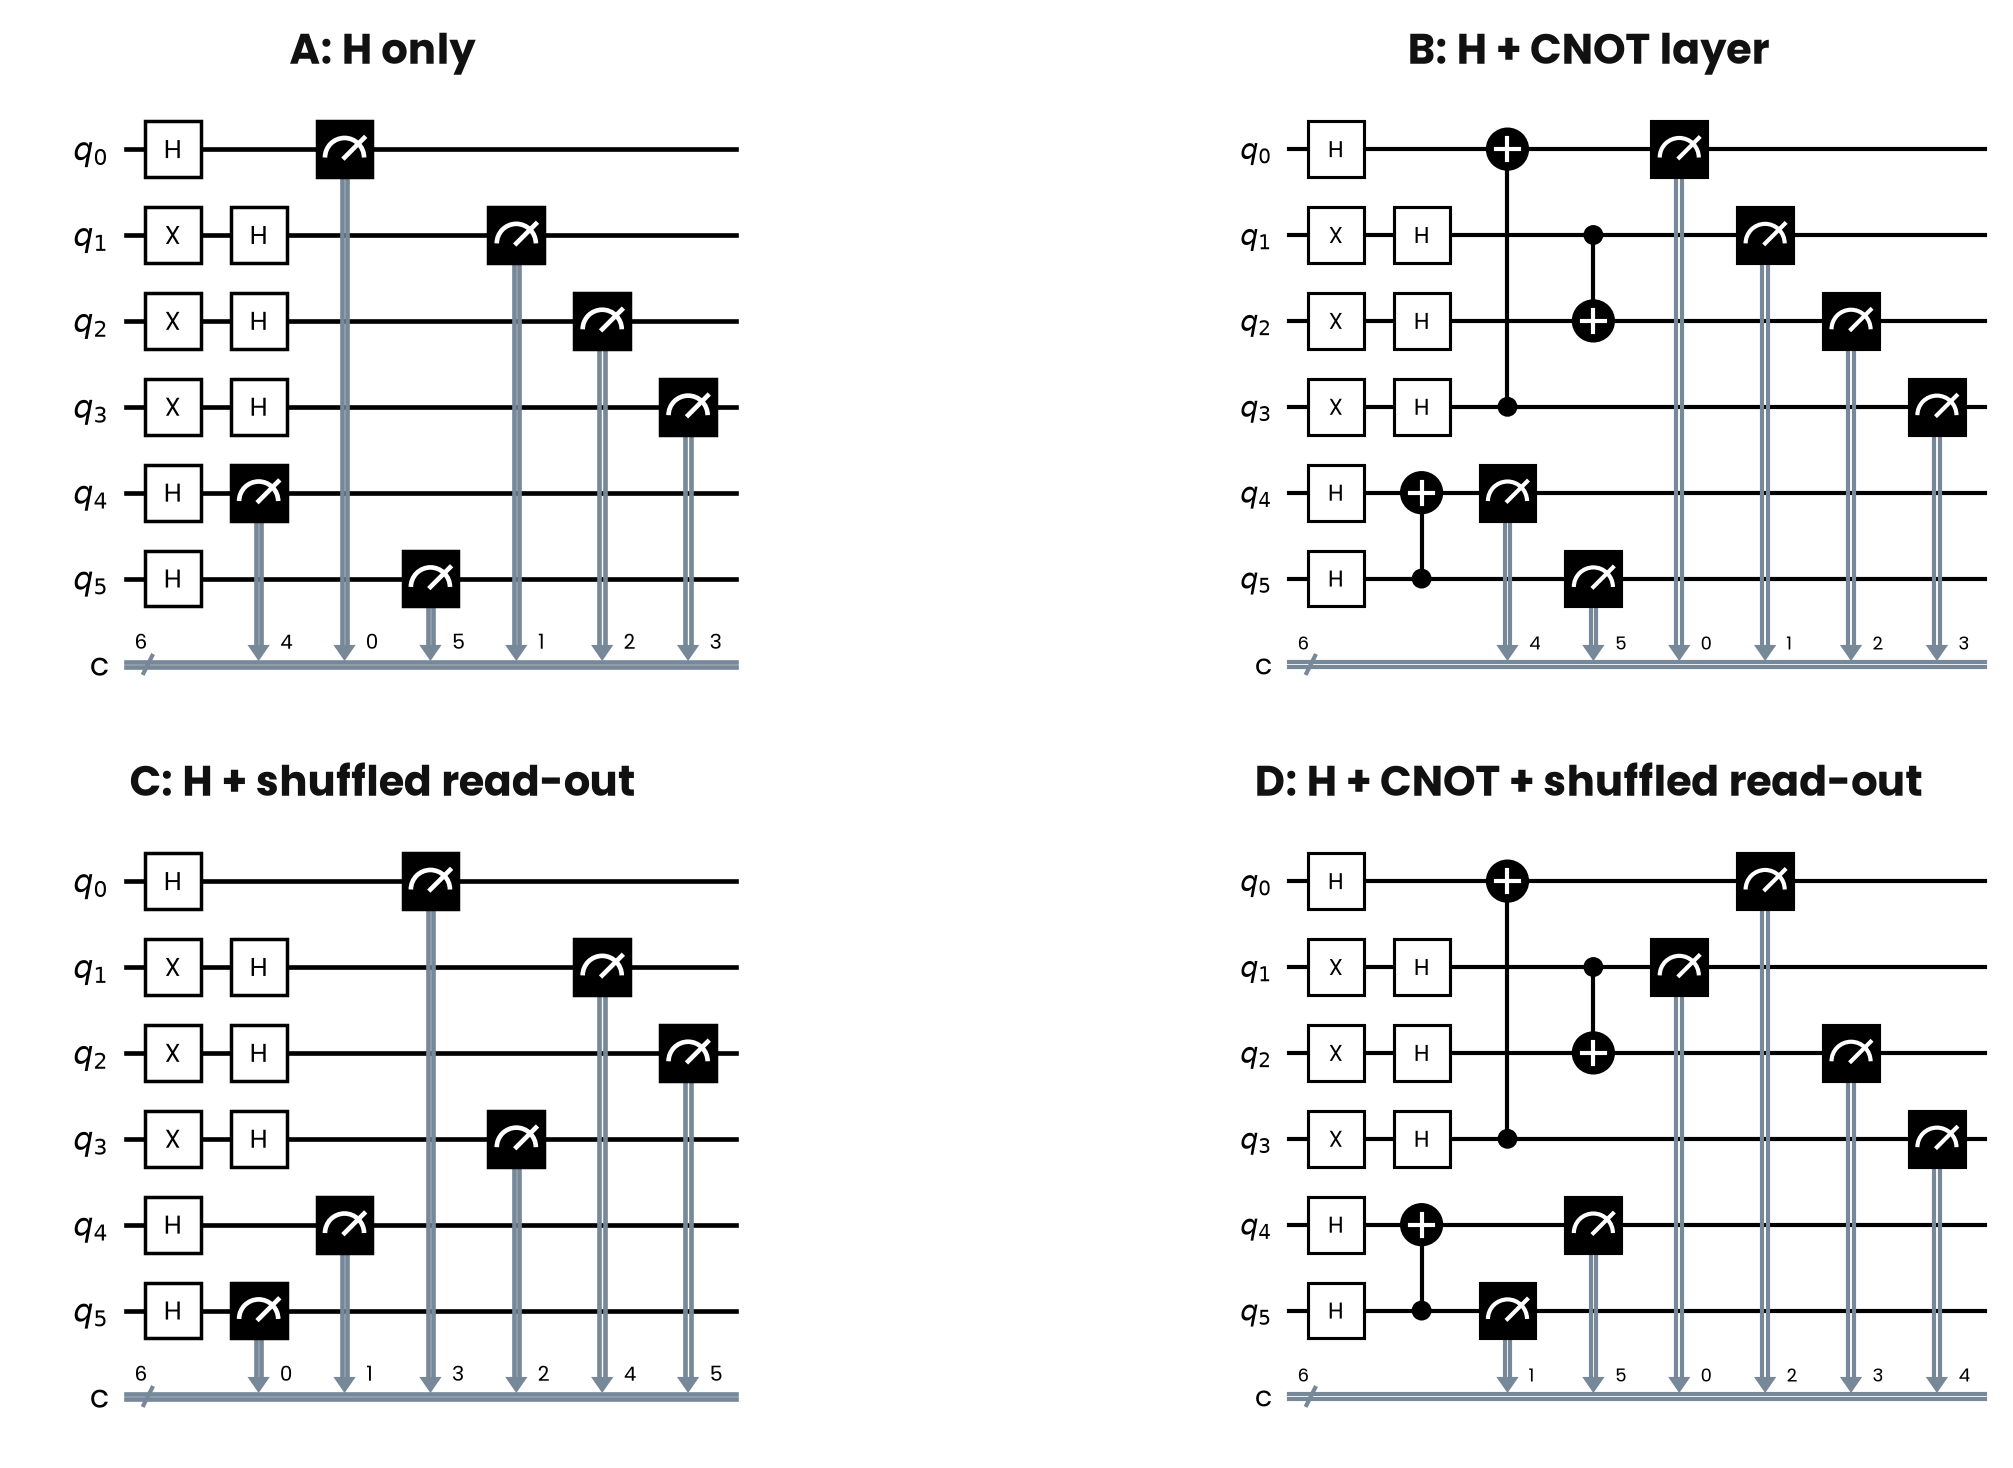 A: H only
q0 H
q1 X H
q2 X H
q3 X H
q4 H
q5 H
6 4 0 5 1 2 3
c
B: H + CNOT layer
q0 H
q1 X H
q2 X H
q3 X H
q4 H
q5 H
6 4 5 0 1 2 3
c
C: H + shuffled read-out
q0 H
q1 X H
q2 X H
q3 X H
q4 H
q5 H
6 0 1 3 2 4 5
c
D: H + CNOT + shuffled read-out
q0 H
q1 X H
q2 X H
q3 X H
q4 H
q5 H
6 1 5 0 2 3 4
c